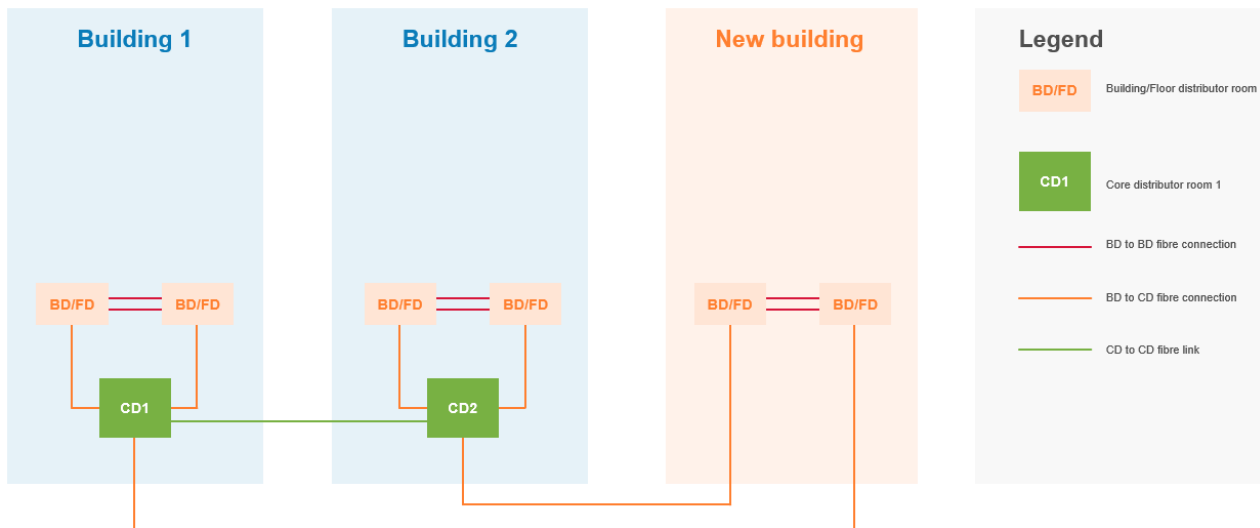 Building 1
Building 2
New building
Legend
BD/FD
Building/Floor distributor room
CD1
Core distributor room 1
BD to BD fibre connection
BD to CD fibre connection
CD to CD fibre link
BD/FD
BD/FD
BD/FD
BD/FD
BD/FD
BD/FD
CD1
CD2